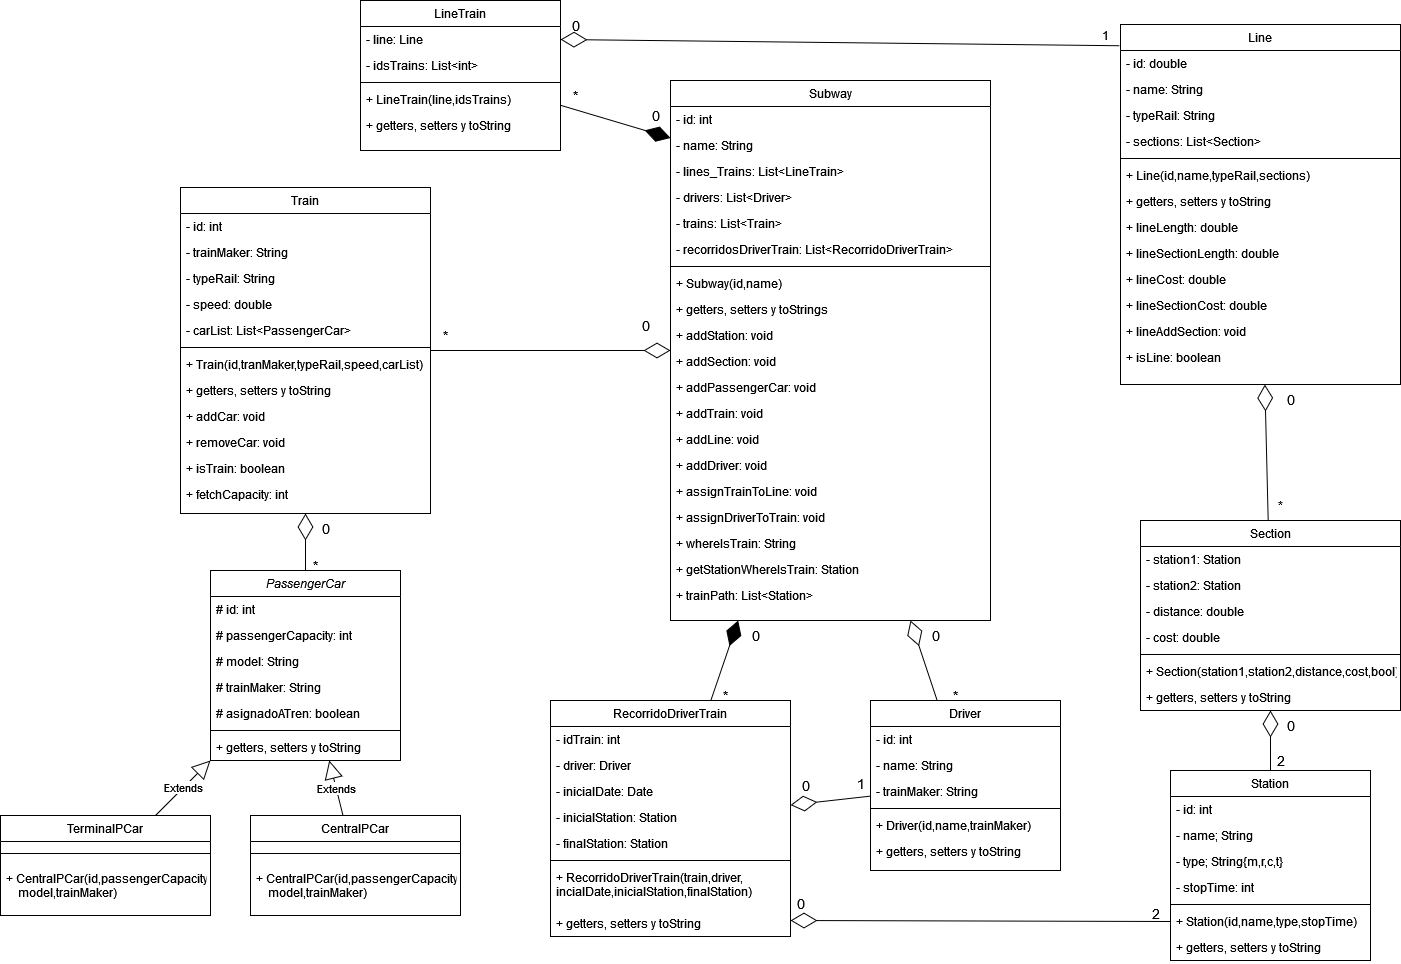 LineTrain
- line: Line
- idsTrains: List<int>
+ LineTrain(line,idsTrains)
+ getters, setters y toString
0
1
*
0
Line
- id: double
- name: String
- typeRail: String
- sections: List<Section>
+ Line(id,name,typeRail,sections)
+ getters, setters y toString
+ lineLength: double
+ lineSectionLength: double
+ lineCost: double
+ lineSectionCost: double
+ lineAddSection: void
+ isLine: boolean
0
*
Subway
- id: int
- name: String
- lines_Trains: List<LineTrain>
- drivers: List<Driver>
- trains: List<Train>
- recorridosDriverTrain: List<RecorridoDriverTrain>
+ Subway(id,name)
+ getters, setters y toStrings
+ addStation: void
+ addSection: void
+ addPassengerCar: void
+ addTrain: void
+ addLine: void
+ addDriver: void
+ assignTrainToLine: void
+ assignDriverToTrain: void
+ whereIsTrain: String
+ getStationWhereIsTrain: Station
+ trainPath: List<Station>
*
0
0
*
0
*
Train
- id: int
- trainMaker: String
- typeRail: String
- speed: double
- carList: List<PassengerCar>
+ Train(id,tranMaker,typeRail,speed,carList)
+ getters, setters y toString
+ addCar: void
+ removeCar: void
+ isTrain: boolean
+ fetchCapacity: int
0
*
PassengerCar
# id: int
# passengerCapacity: int
# model: String
# trainMaker: String
# asignadoATren: boolean
+ getters, setters y toString
Extends
Extends
TerminalPCar
+ CentralPCar(id,passengerCapacity
model,trainMaker)
CentralPCar
+ CentralPCar(id,passengerCapacity
model,trainMaker)
RecorridoDriverTrain
- idTrain: int
- driver: Driver
- inicialDate: Date
- inicialStation: Station
- finalStation: Station
+ RecorridoDriverTrain(train,driver,
incialDate,inicialStation,finalStation)
+ getters, setters y toString
0
1
0
2
Driver
- id: int
- name: String
- trainMaker: String
+ Driver(id,name,trainMaker)
+ getters, setters y toString
Section
- station1: Station
- station2: Station
- distance: double
- cost: double
+ Section(station1,station2,distance,cost,bool)
+ getters, setters y toString
0
2
Station
- id: int
- name; String
- type; String{m,r,c,t}
- stopTime: int
+ Station(id,name,type,stopTime)
+ getters, setters y toString